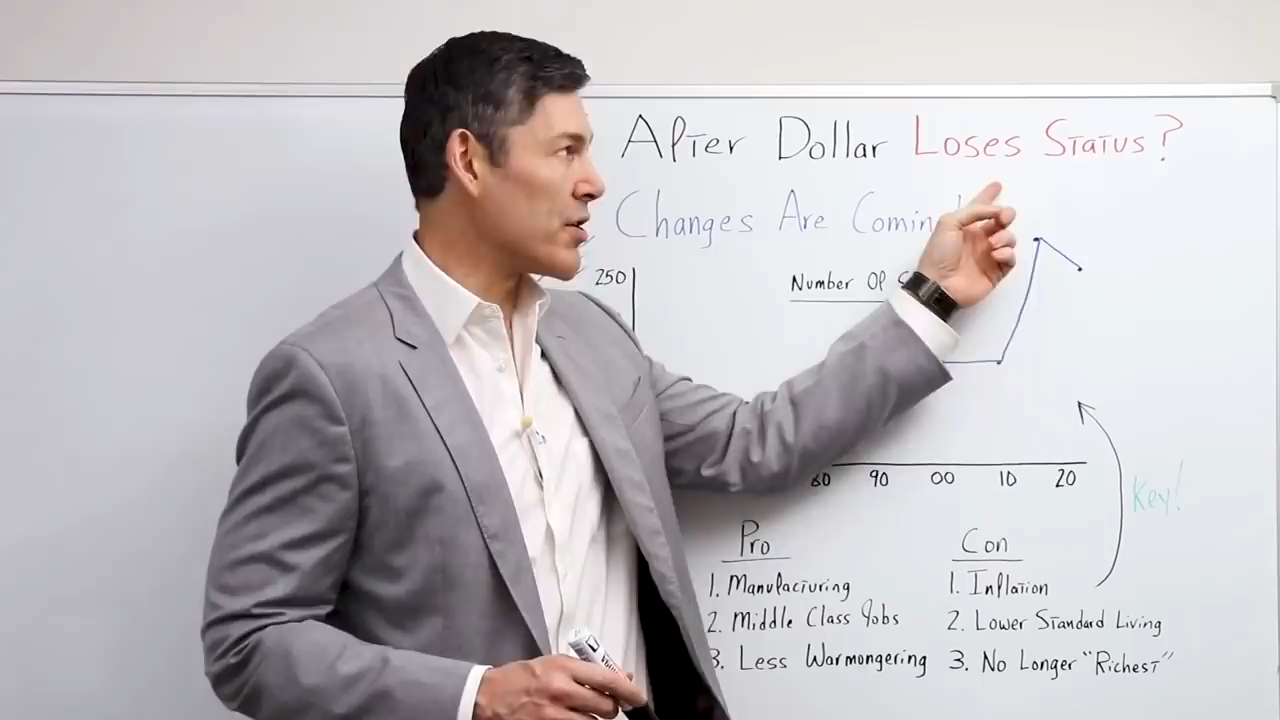 After Dollar Loses Status?
Changes Are Coming
250
Number Of
80 90 00 10 20
Key!
Pro
Con
1. Manufacturing
1. Inflation
2. Middle Class Jobs
2. Lower Standard Living
3. Less Warmongering
3. No Longer "Richest"